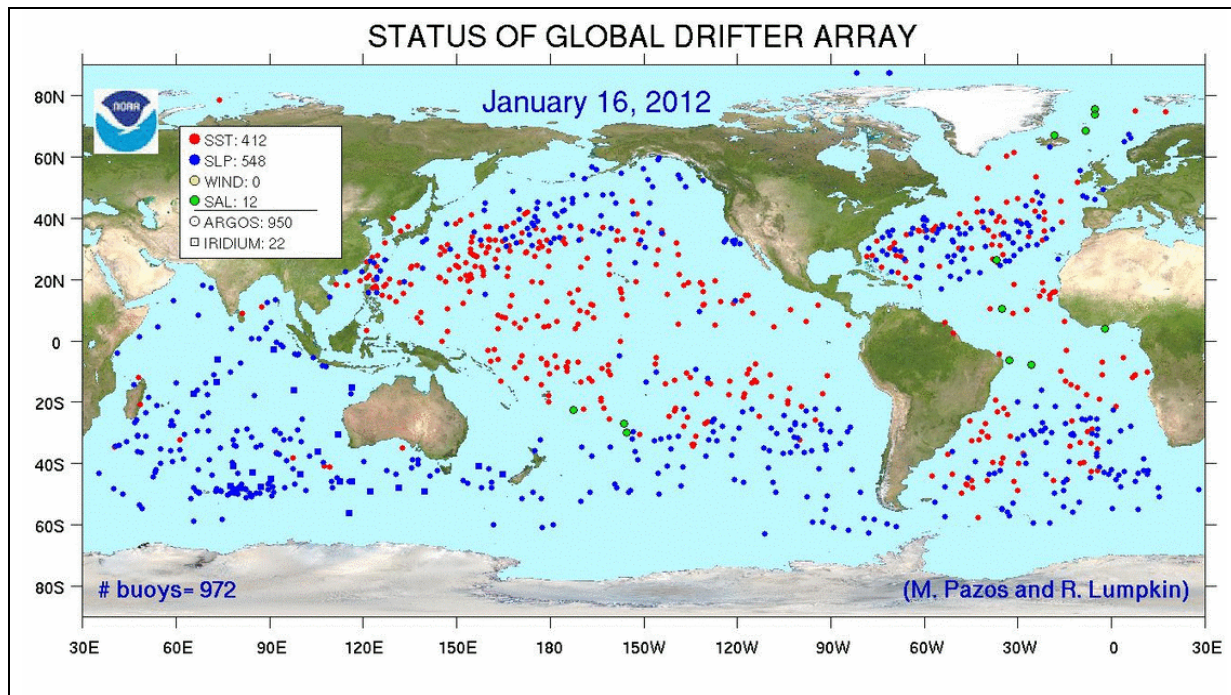 STATUS OF GLOBAL DRIFTER ARRAY
January 16, 2012
NOAA
SST: 412
SLP: 548
WIND: 0
SAL: 12
ARGOS: 950
IRIDIUM: 22
80N
60N
40N
20N
0
20S
40S
60S
80S
# buoys= 972
(M. Pazos and R. Lumpkin)
30E 60E 90E 120E 150E 180E 150W 120W 90W 60W 30W 0 30E